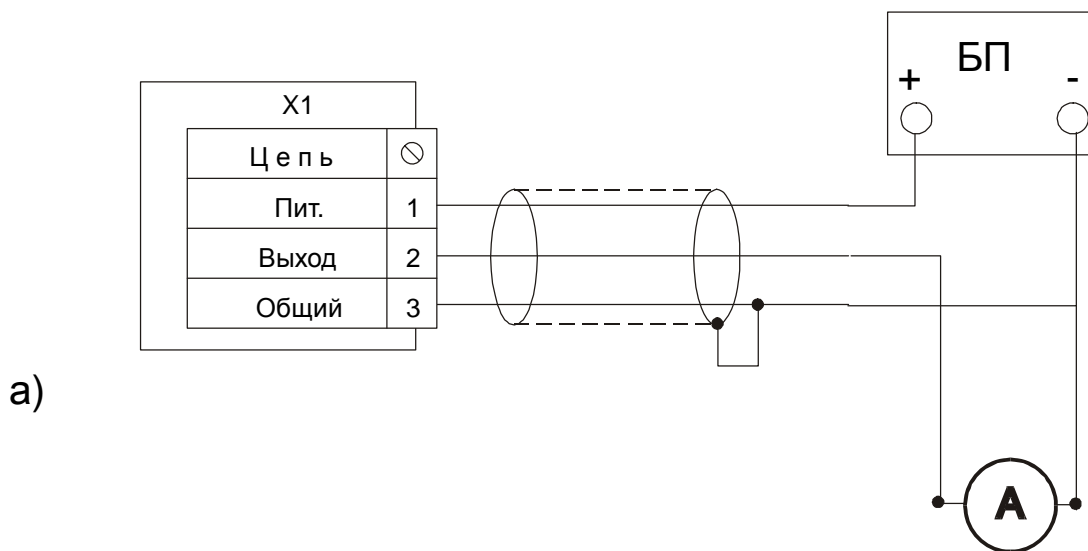 БП
+ -
X1
Ц е п ь
Пит. 1
Выход 2
Общий 3
а)
А